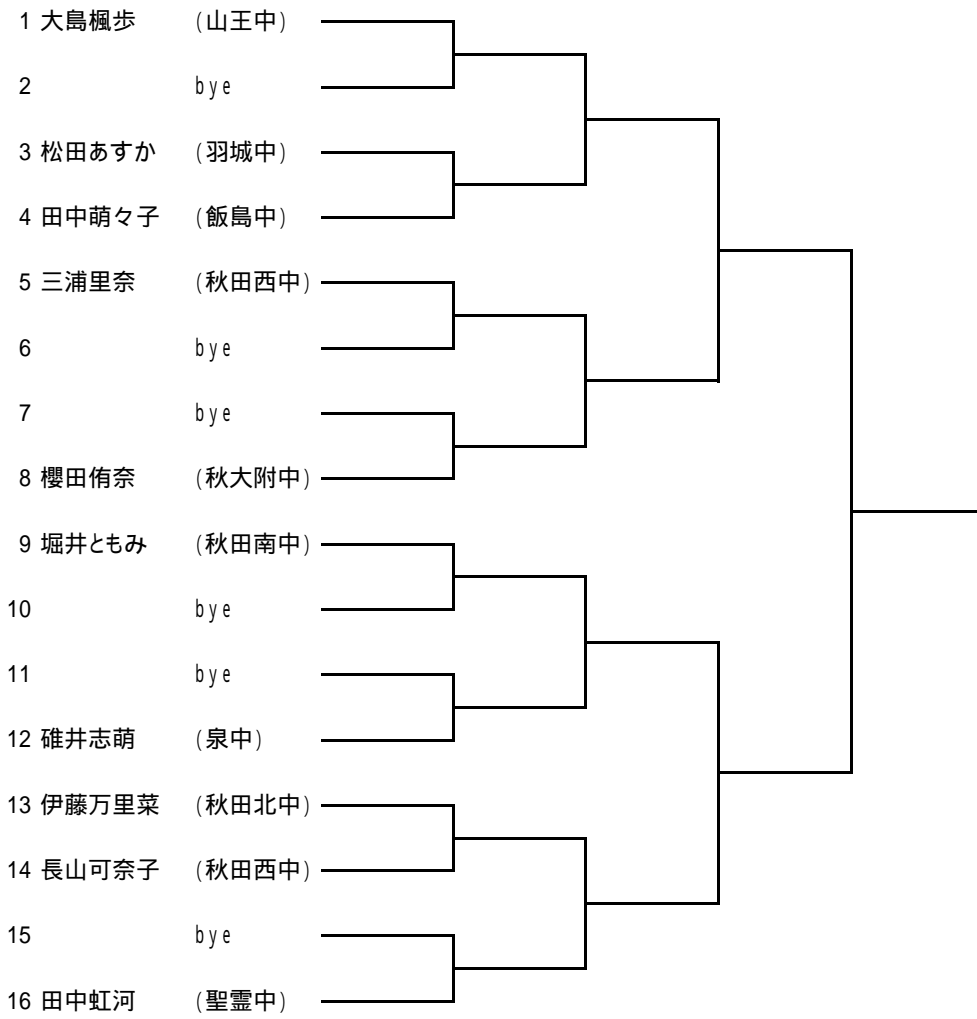 1 大島楓歩 (山王中)
2 bye
3 松田あすか (羽城中)
4 田中萌々子 (飯島中)
5 三浦里奈 (秋田西中)
6 bye
7 bye
8 櫻田侑奈 (秋大附中)
9 堀井ともみ (秋田南中)
10 bye
11 bye
12 碓井志萌 (泉中)
13 伊藤万里菜 (秋田北中)
14 長山可奈子 (秋田西中)
15 bye
16 田中虹河 (聖霊中)